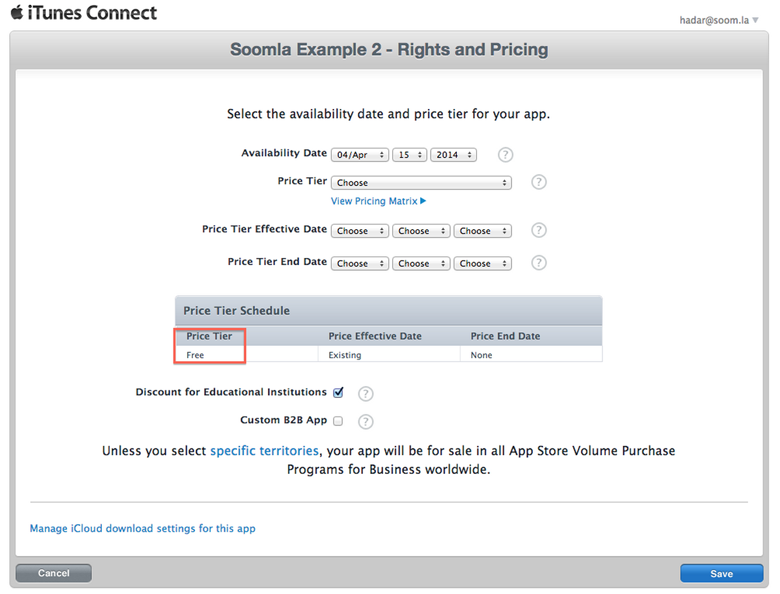 iTunes Connect
hadar@soom.la
Soomla Example 2 - Rights and Pricing
Select the availability date and price tier for your app.
Availability Date 04/Apr 15 2014 ?
Price Tier Choose ?
View Pricing Matrix
Price Tier Effective Date Choose Choose Choose ?
Price Tier End Date Choose Choose Choose ?
Price Tier Schedule
Price Tier Price Effective Date Price End Date
Free Existing None
Discount for Educational Institutions ?
Custom B2B App ?
Unless you select specific territories, your app will be for sale in all App Store Volume Purchase
Programs for Business worldwide.
Manage iCloud download settings for this app
Cancel Save